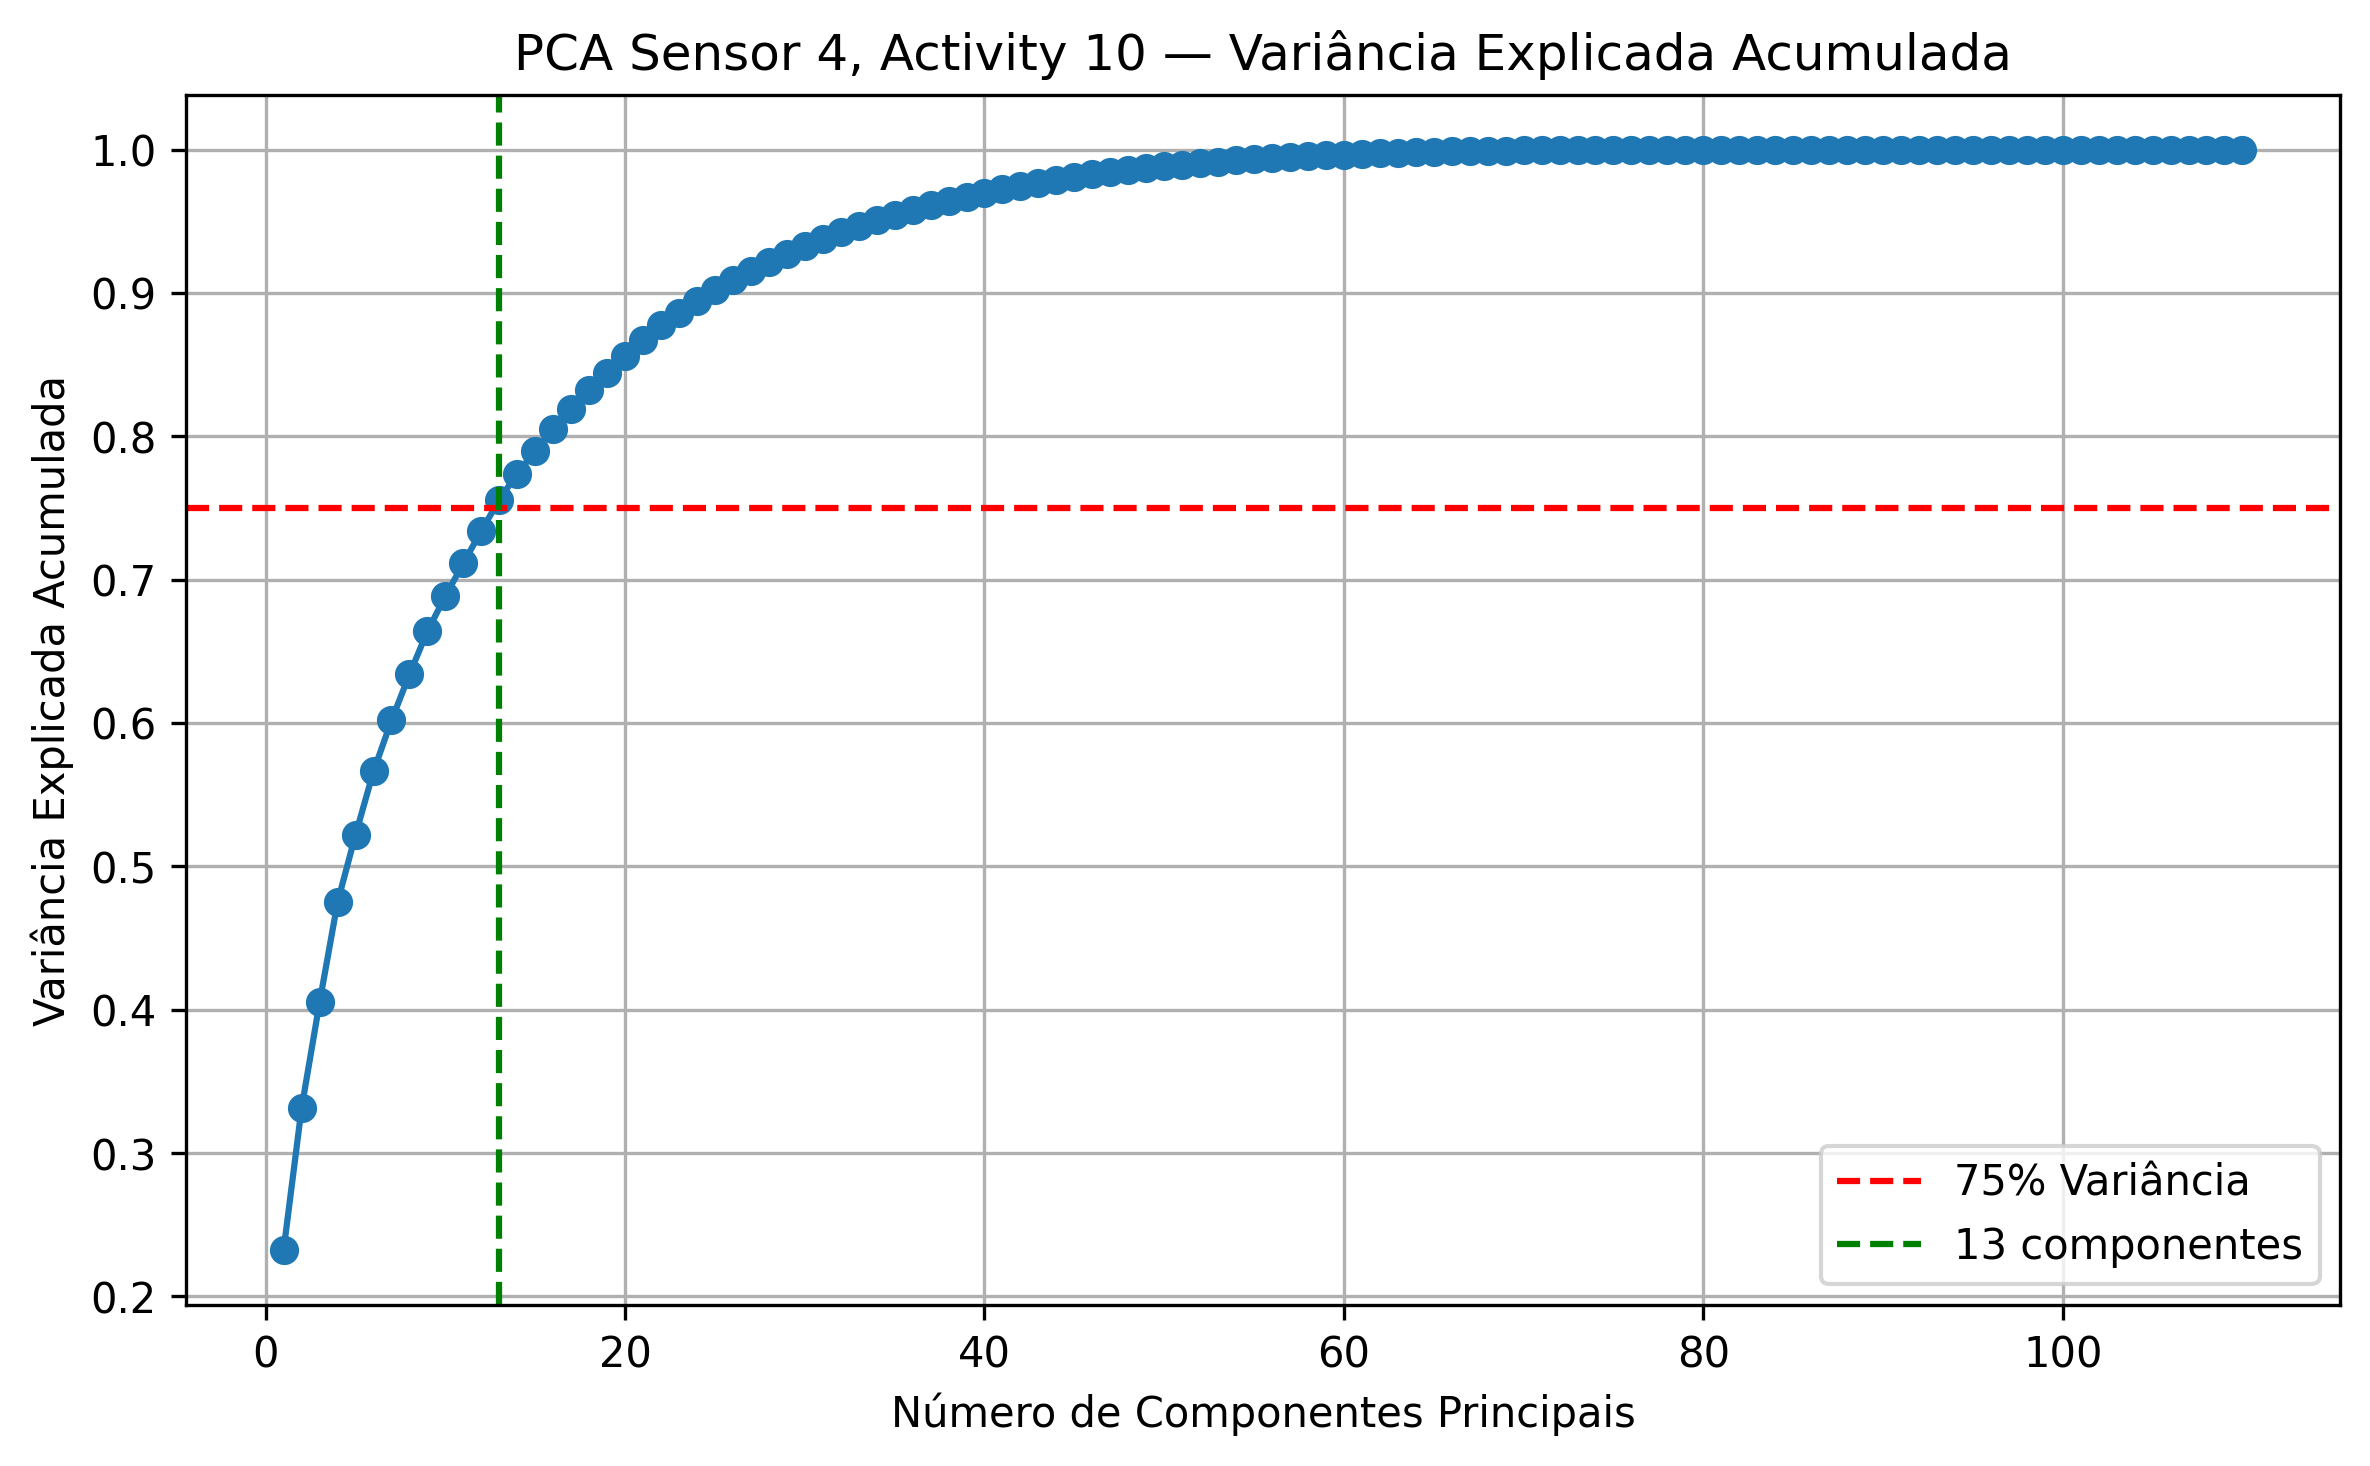 PCA Sensor 4, Activity 10 — Variância Explicada Acumulada
Variância Explicada Acumulada
1.0
0.9
0.8
0.7
0.6
0.5
0.4
0.3
0.2
75% Variância
13 componentes
0 20 40 60 80 100
Número de Componentes Principais